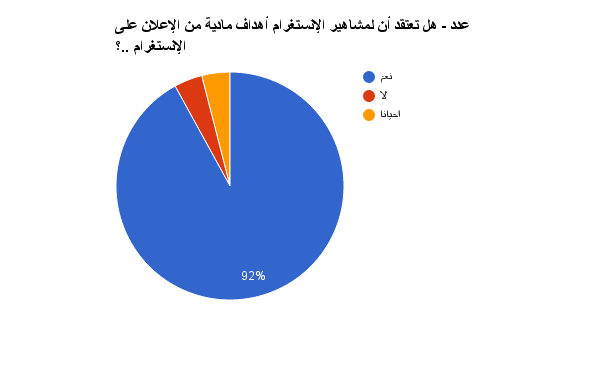 عدد - هل تعتقد أن لمشاهير الإنستغرام أهداف مادية من الإعلان على
الإنستغرام ..؟
نعم
لا
احيانا
92%